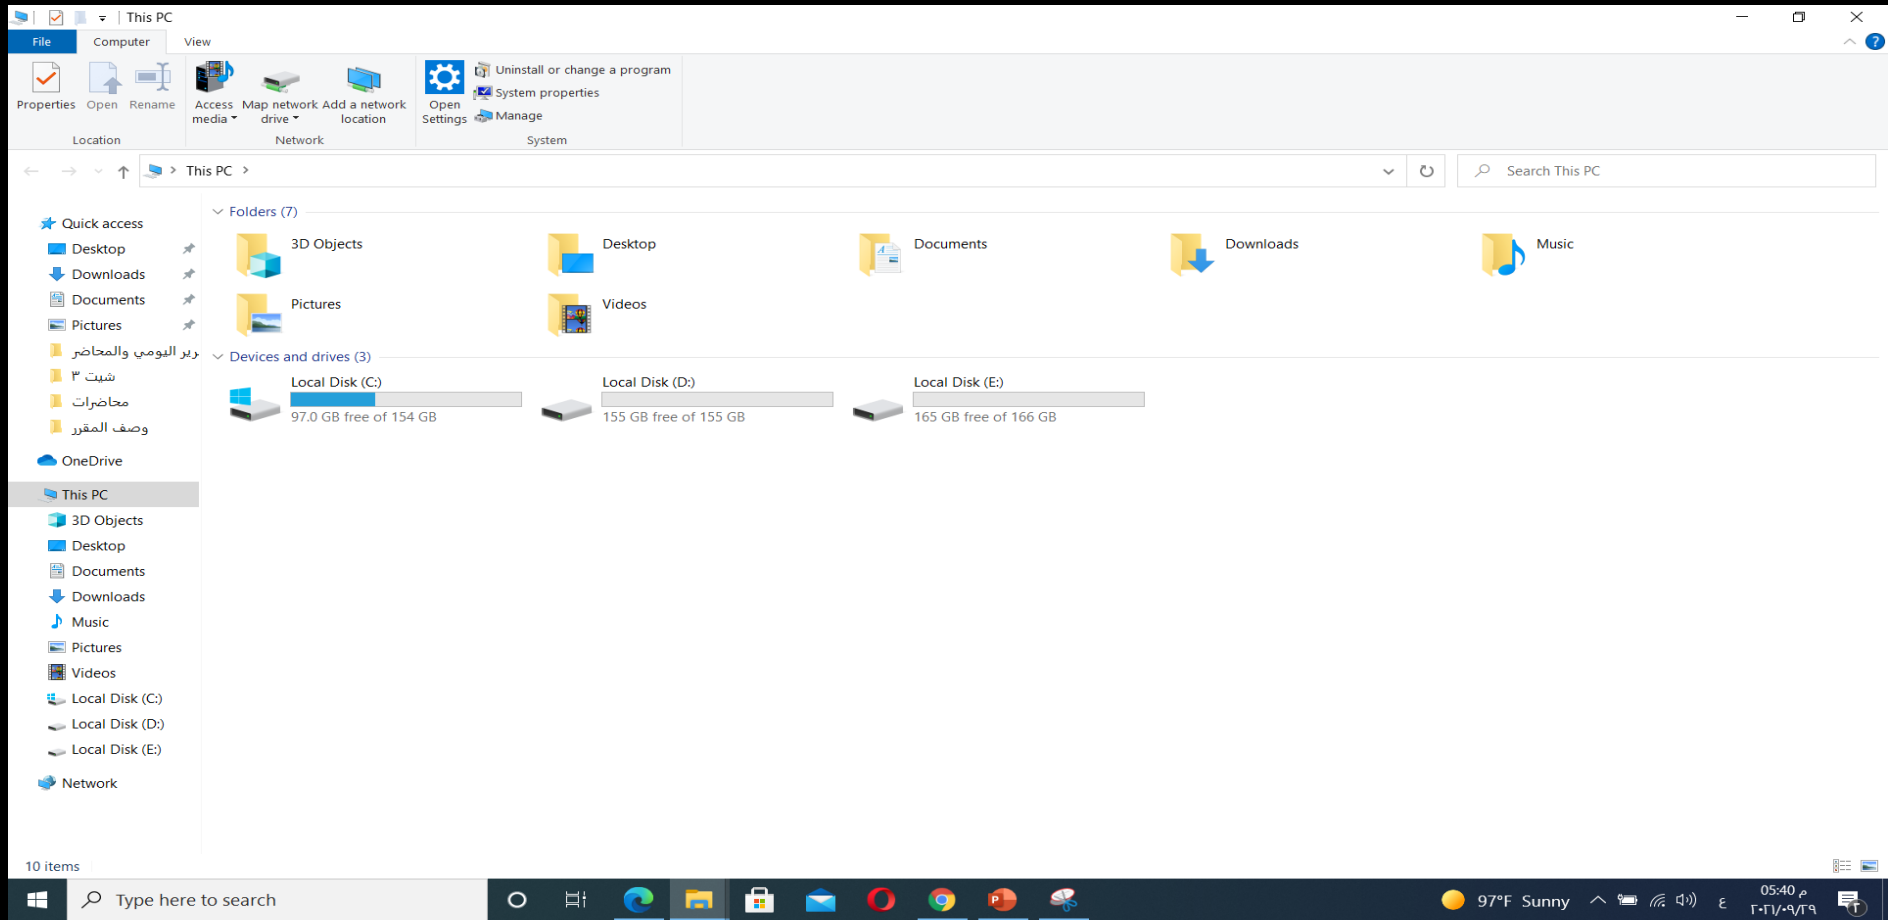 This PC
File Computer View
Properties Open Rename Access media Map network drive Add a network location Open Settings Uninstall or change a program
System properties
Manage
Location Network System
This PC
Search This PC
Quick access
Desktop
Downloads
Documents
Pictures
رير اليومي والمحاضر
شيت ٣
محاضرات
وصف المقرر
OneDrive
This PC
3D Objects
Desktop
Documents
Downloads
Music
Pictures
Videos
Local Disk (C:)
Local Disk (D:)
Local Disk (E:)
Network
Folders (7)
3D Objects Desktop Documents Downloads Music
Pictures Videos
Devices and drives (3)
Local Disk (C:) Local Disk (D:) Local Disk (E:)
97.0 GB free of 154 GB 155 GB free of 155 GB 165 GB free of 166 GB
10 items
Type here to search
97°F Sunny
ع
05:40 م
٢٠٢١/٠٩/٢٩
٢